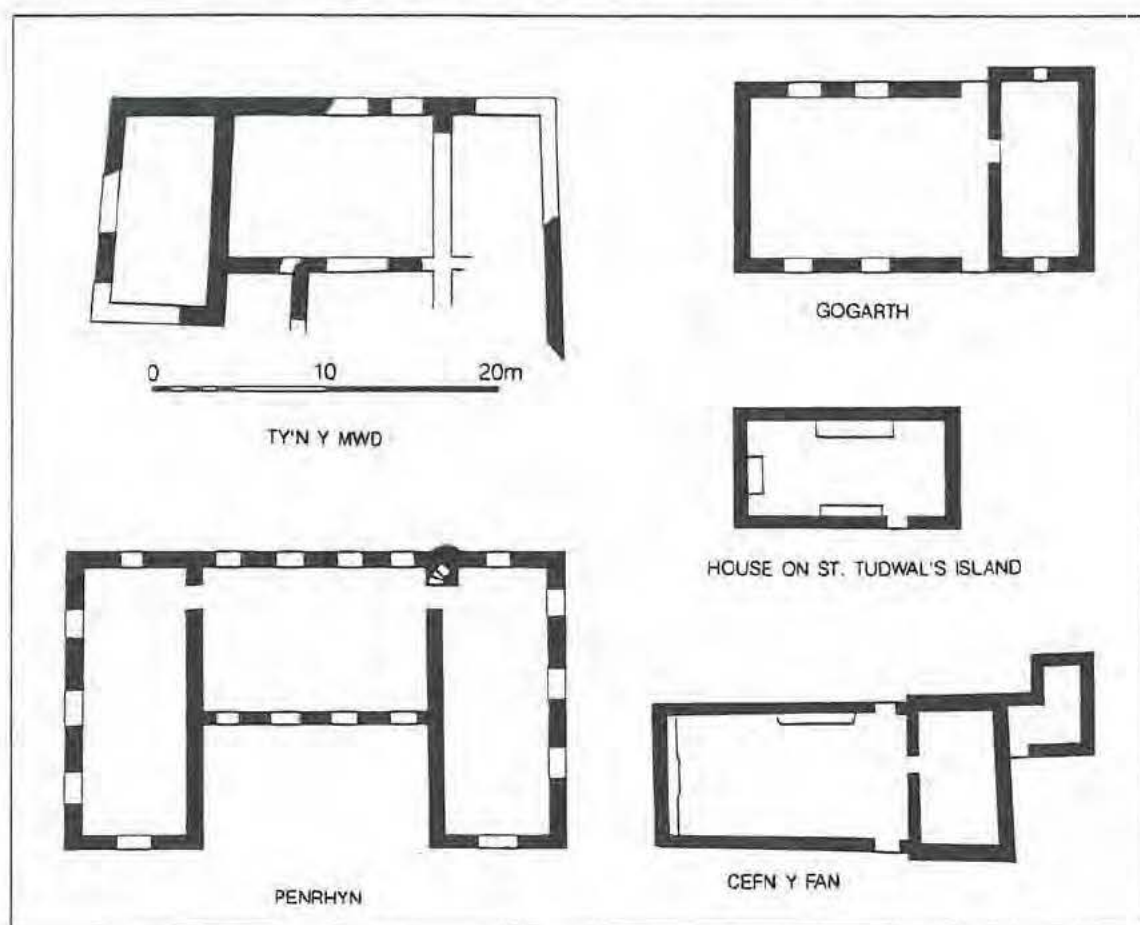 GOGARTH
0 10 20m
TY'N Y MWD
HOUSE ON ST. TUDWAL'S ISLAND
PENRHYN
CEFN Y FAN